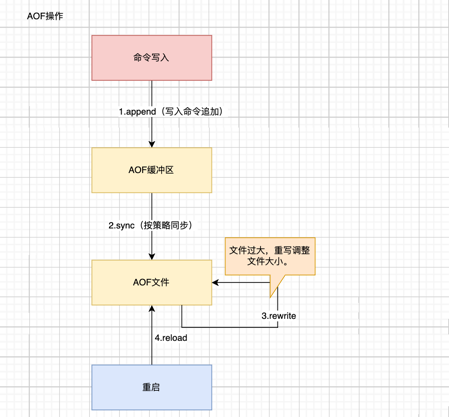 AOF操作
命令写入
1.append（写入命令追加）
AOF缓冲区
2.sync（按策略同步）
文件过大，重写调整
文件大小。
AOF文件
3.rewrite
4.reload
重启